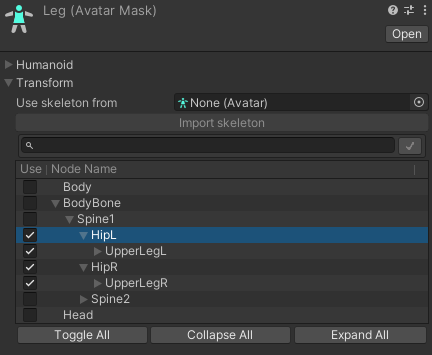 Leg (Avatar Mask)
Open
Humanoid
Transform
Use skeleton from
None (Avatar)
Import skeleton
Use
Node Name
Body
BodyBone
Spine1
HipL
UpperLegL
HipR
UpperLegR
Spine2
Head
Toggle All
Collapse All
Expand All